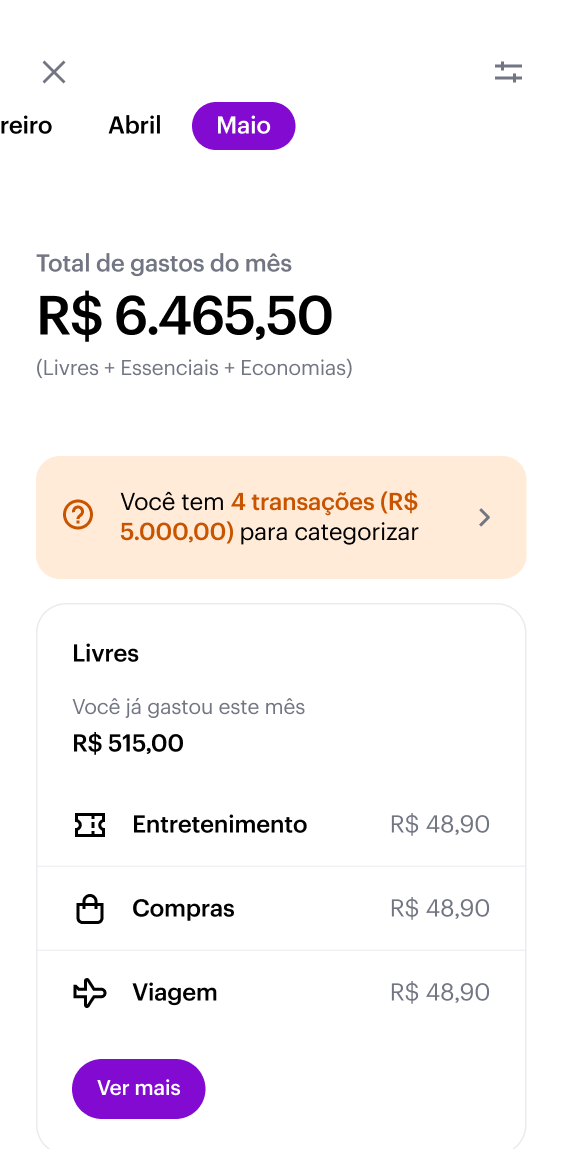 reiro Abril Maio
Total de gastos do mês
R$ 6.465,50
(Livres + Essenciais + Economias)
Você tem 4 transações (R$
5.000,00) para categorizar
Livres
Você já gastou este mês
R$ 515,00
Entretenimento R$ 48,90
Compras R$ 48,90
Viagem R$ 48,90
Ver mais